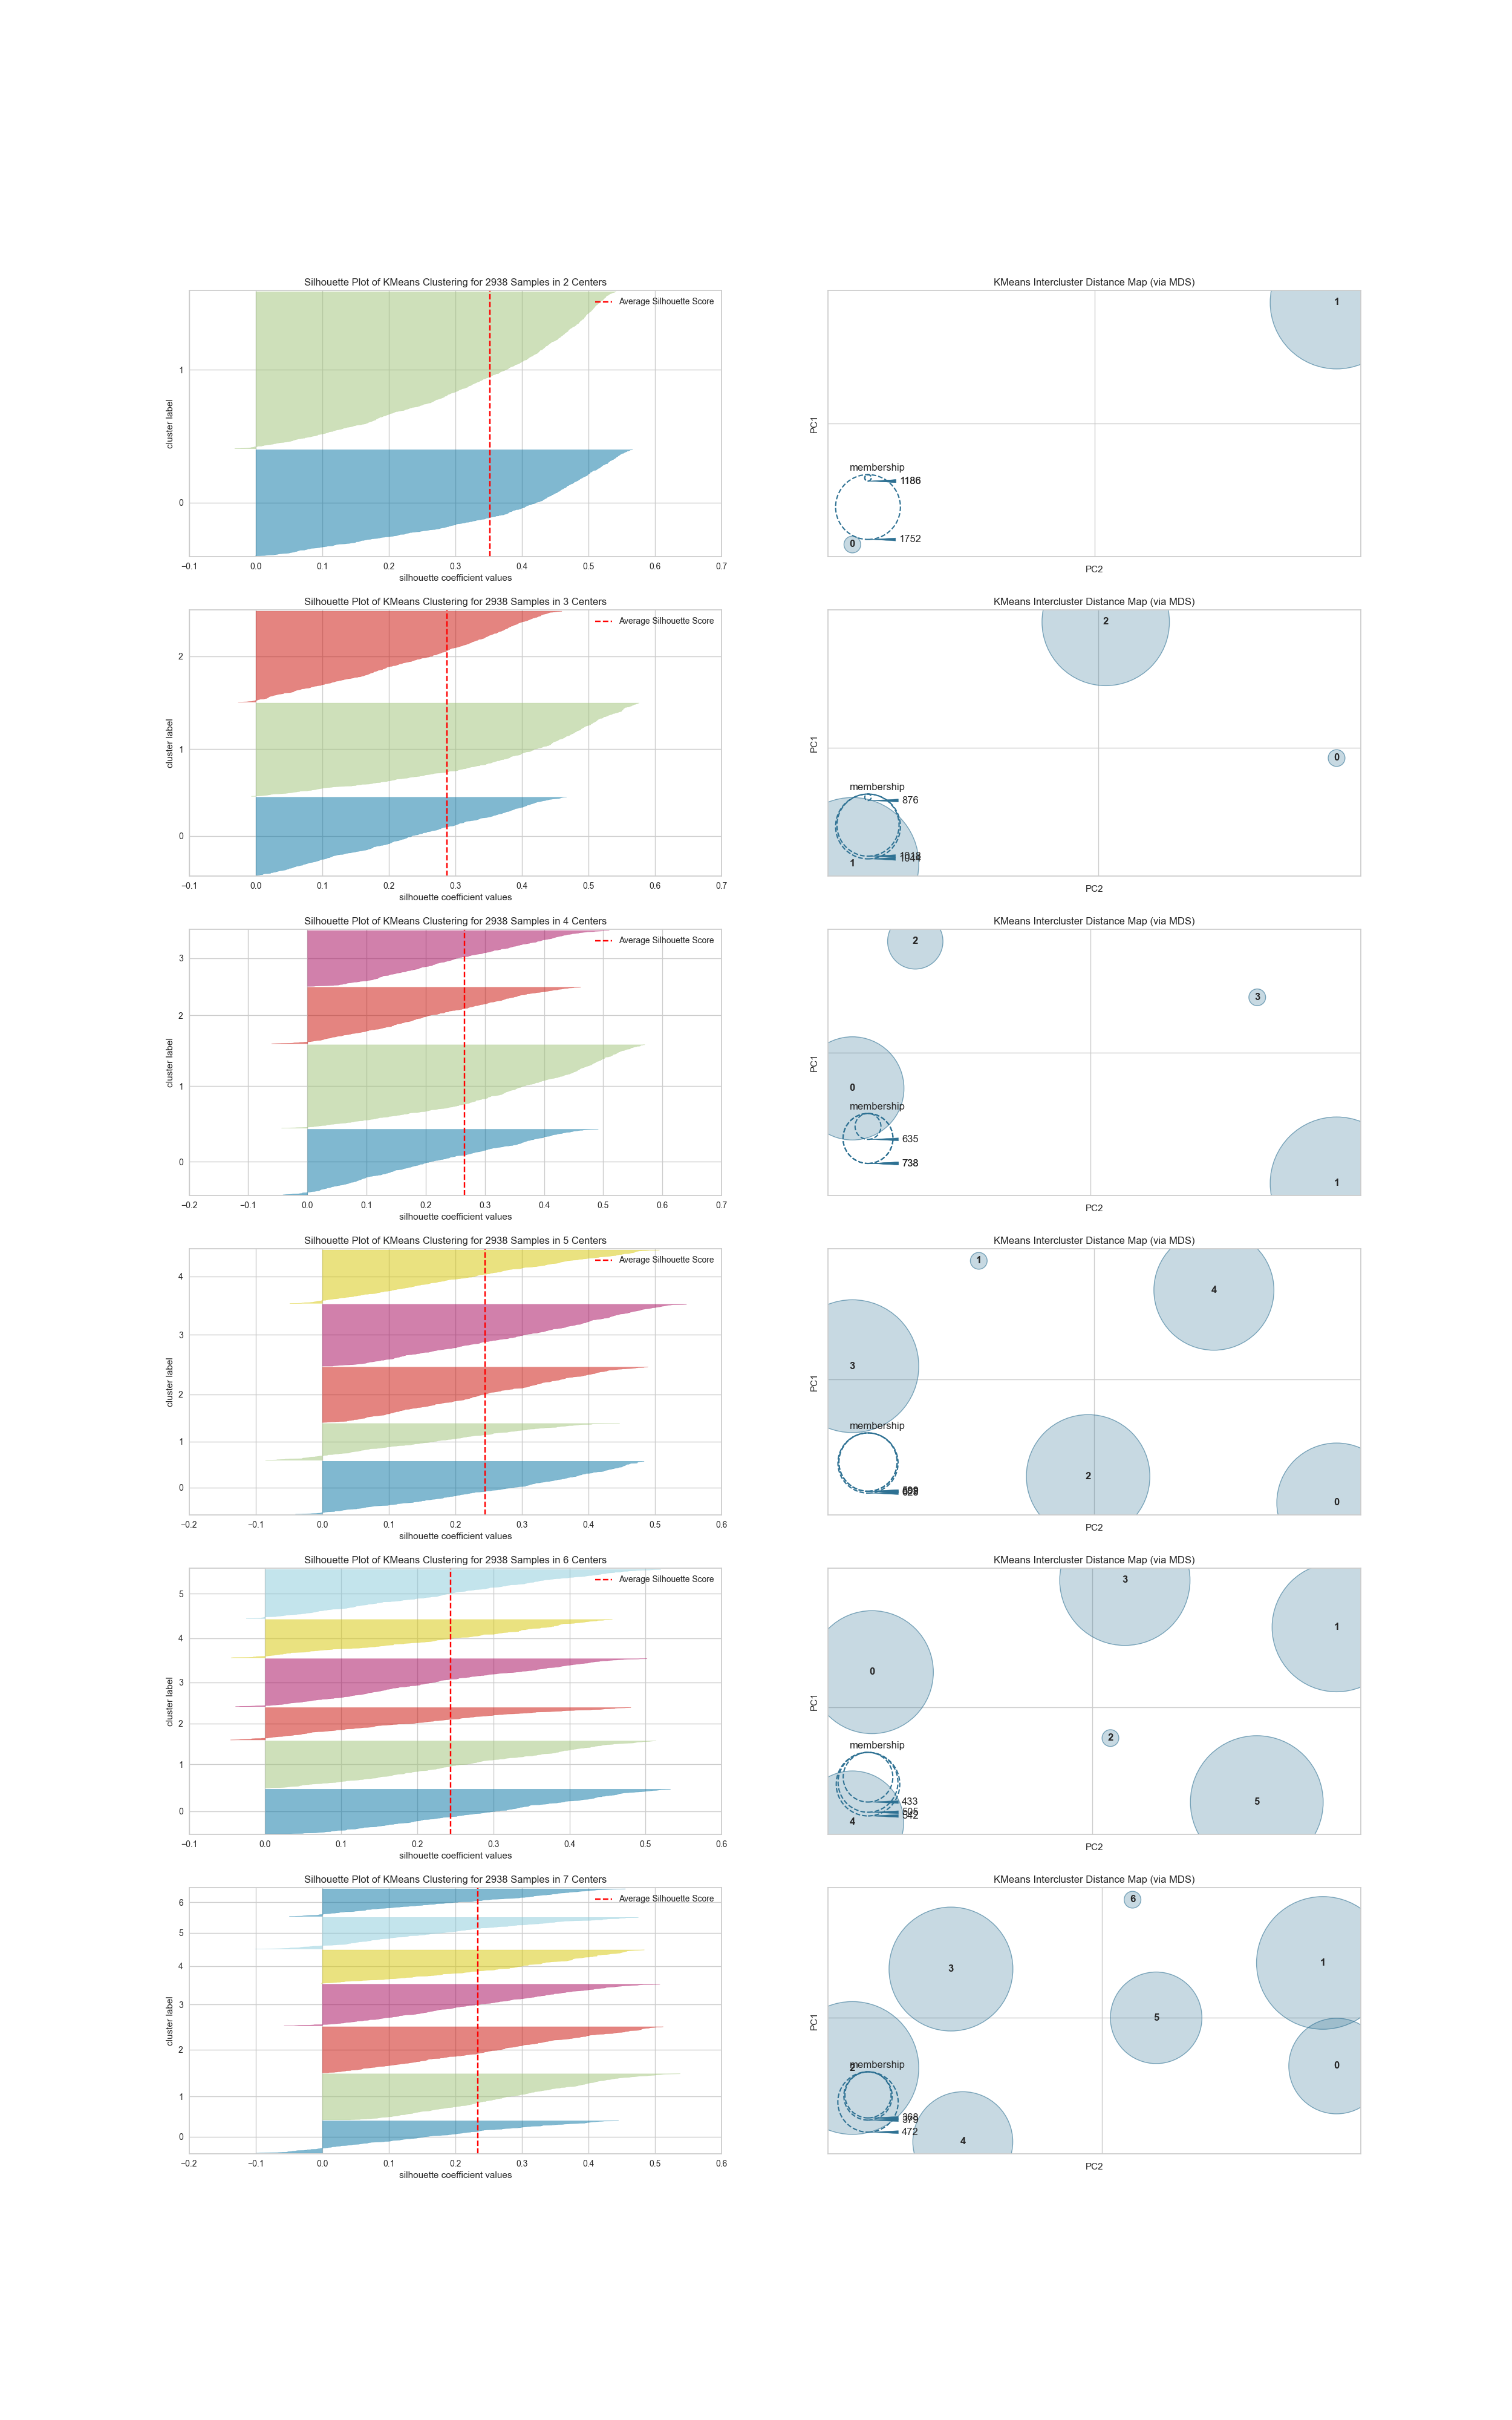 Silhouette Plot of KMeans Clustering for 2938 Samples in 2 Centers
Average Silhouette Score
1
0
cluster label
−0.1 0.0 0.1 0.2 0.3 0.4 0.5 0.6 0.7
silhouette coefficient values
KMeans Intercluster Distance Map (via MDS)
1
PC1
membership
1186
1752
0
PC2
Silhouette Plot of KMeans Clustering for 2938 Samples in 3 Centers
Average Silhouette Score
2
1
0
cluster label
−0.1 0.0 0.1 0.2 0.3 0.4 0.5 0.6 0.7
silhouette coefficient values
KMeans Intercluster Distance Map (via MDS)
2
PC1
0
membership
876
1
PC2
Silhouette Plot of KMeans Clustering for 2938 Samples in 4 Centers
Average Silhouette Score
3
2
1
0
cluster label
−0.2 −0.1 0.0 0.1 0.2 0.3 0.4 0.5 0.6 0.7
silhouette coefficient values
KMeans Intercluster Distance Map (via MDS)
2
3
PC1
0
membership
635
738
1
PC2
Silhouette Plot of KMeans Clustering for 2938 Samples in 5 Centers
Average Silhouette Score
4
3
2
1
0
cluster label
−0.2 −0.1 0.0 0.1 0.2 0.3 0.4 0.5 0.6
silhouette coefficient values
KMeans Intercluster Distance Map (via MDS)
1
4
3
PC1
membership
2
0
PC2
Silhouette Plot of KMeans Clustering for 2938 Samples in 6 Centers
Average Silhouette Score
5
4
3
2
1
0
cluster label
−0.1 0.0 0.1 0.2 0.3 0.4 0.5 0.6
silhouette coefficient values
KMeans Intercluster Distance Map (via MDS)
3
1
0
PC1
2
membership
433
5
4
PC2
Silhouette Plot of KMeans Clustering for 2938 Samples in 7 Centers
Average Silhouette Score
6
5
4
3
2
1
0
cluster label
−0.2 −0.1 0.0 0.1 0.2 0.3 0.4 0.5 0.6
silhouette coefficient values
KMeans Intercluster Distance Map (via MDS)
6
1
3
5
PC1
0
2
membership
472
4
PC2